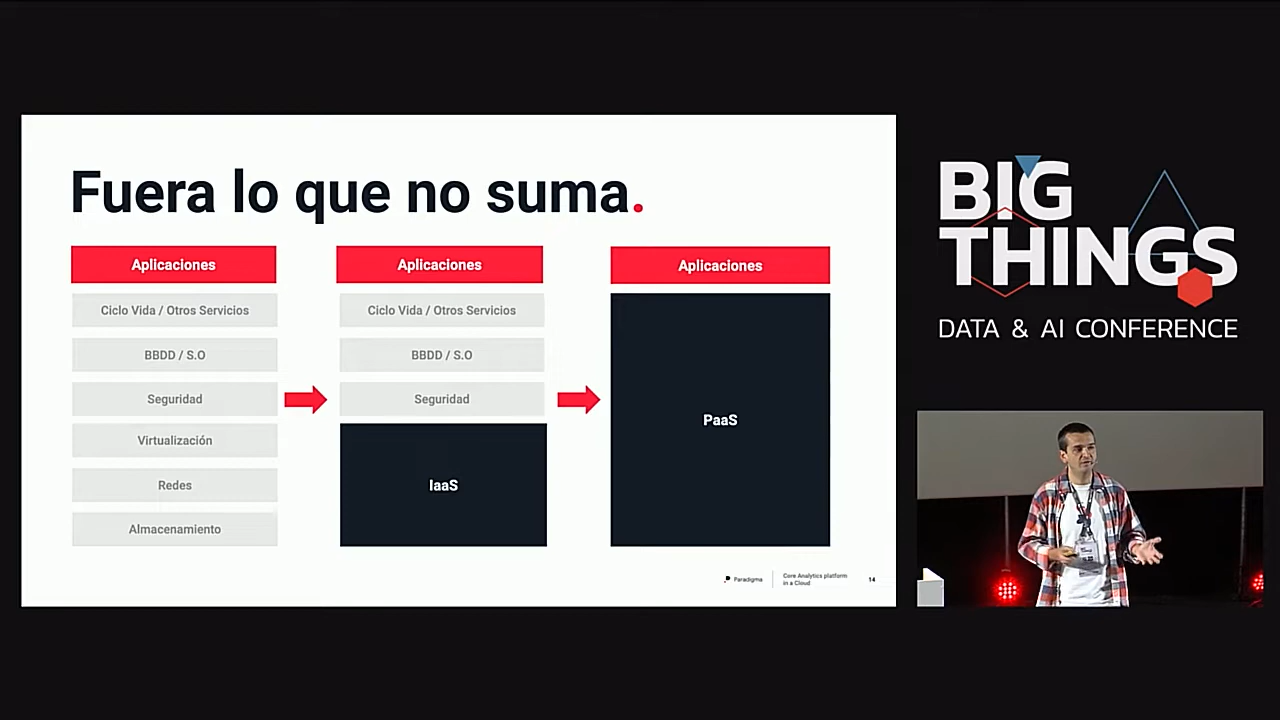 Fuera lo que no suma.
Aplicaciones
Ciclo Vida / Otros Servicios
BBDD / S.O
Seguridad
Virtualización
Redes
Almacenamiento
Aplicaciones
Ciclo Vida / Otros Servicios
BBDD / S.O
Seguridad
IaaS
Aplicaciones
PaaS
Paradigma
Core Analytics platform
in a Cloud
14
BIG
THINGS
DATA & AI CONFERENCE